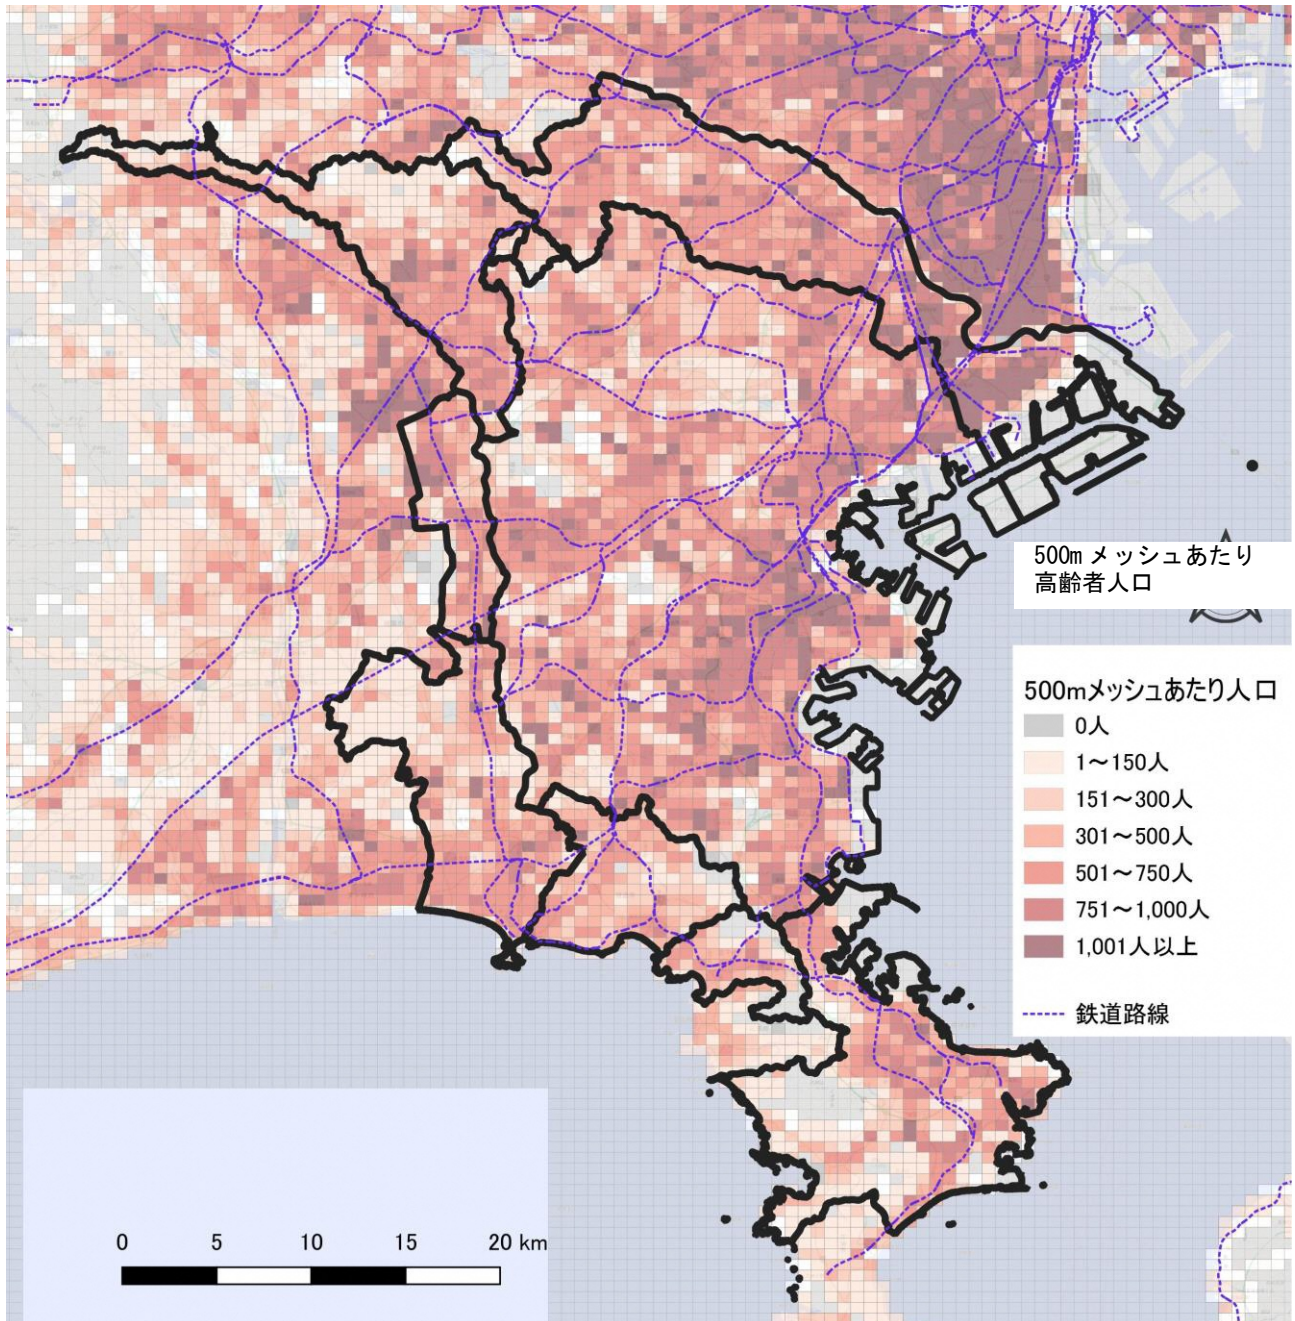 500m メッシュあたり
高齢者人口
500mメッシュあたり人口
0人
1～150人
151～300人
301～500人
501～750人
751～1,000人
1,001人以上
鉄道路線
0 5 10 15 20 km